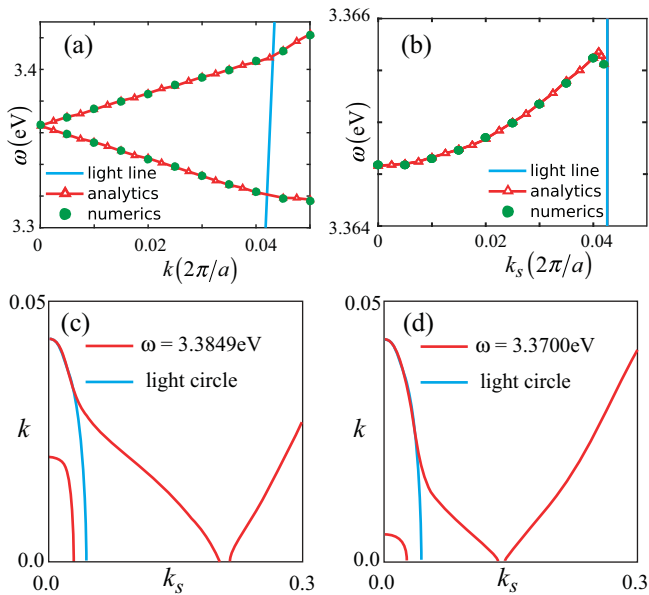 (a)
3.4
ω(eV)
3.3
light line
analytics
numerics
0
0.02
0.04
k(2π/a)
(b)
3.366
ω(eV)
3.364
light line
analytics
numerics
0
0.02
0.04
kₛ(2π/a)
(c)
0.05
ω = 3.3849eV
light circle
k
0.0
0.0
kₛ
0.3
(d)
0.05
ω = 3.3700eV
light circle
k
0.0
0.0
kₛ
0.3